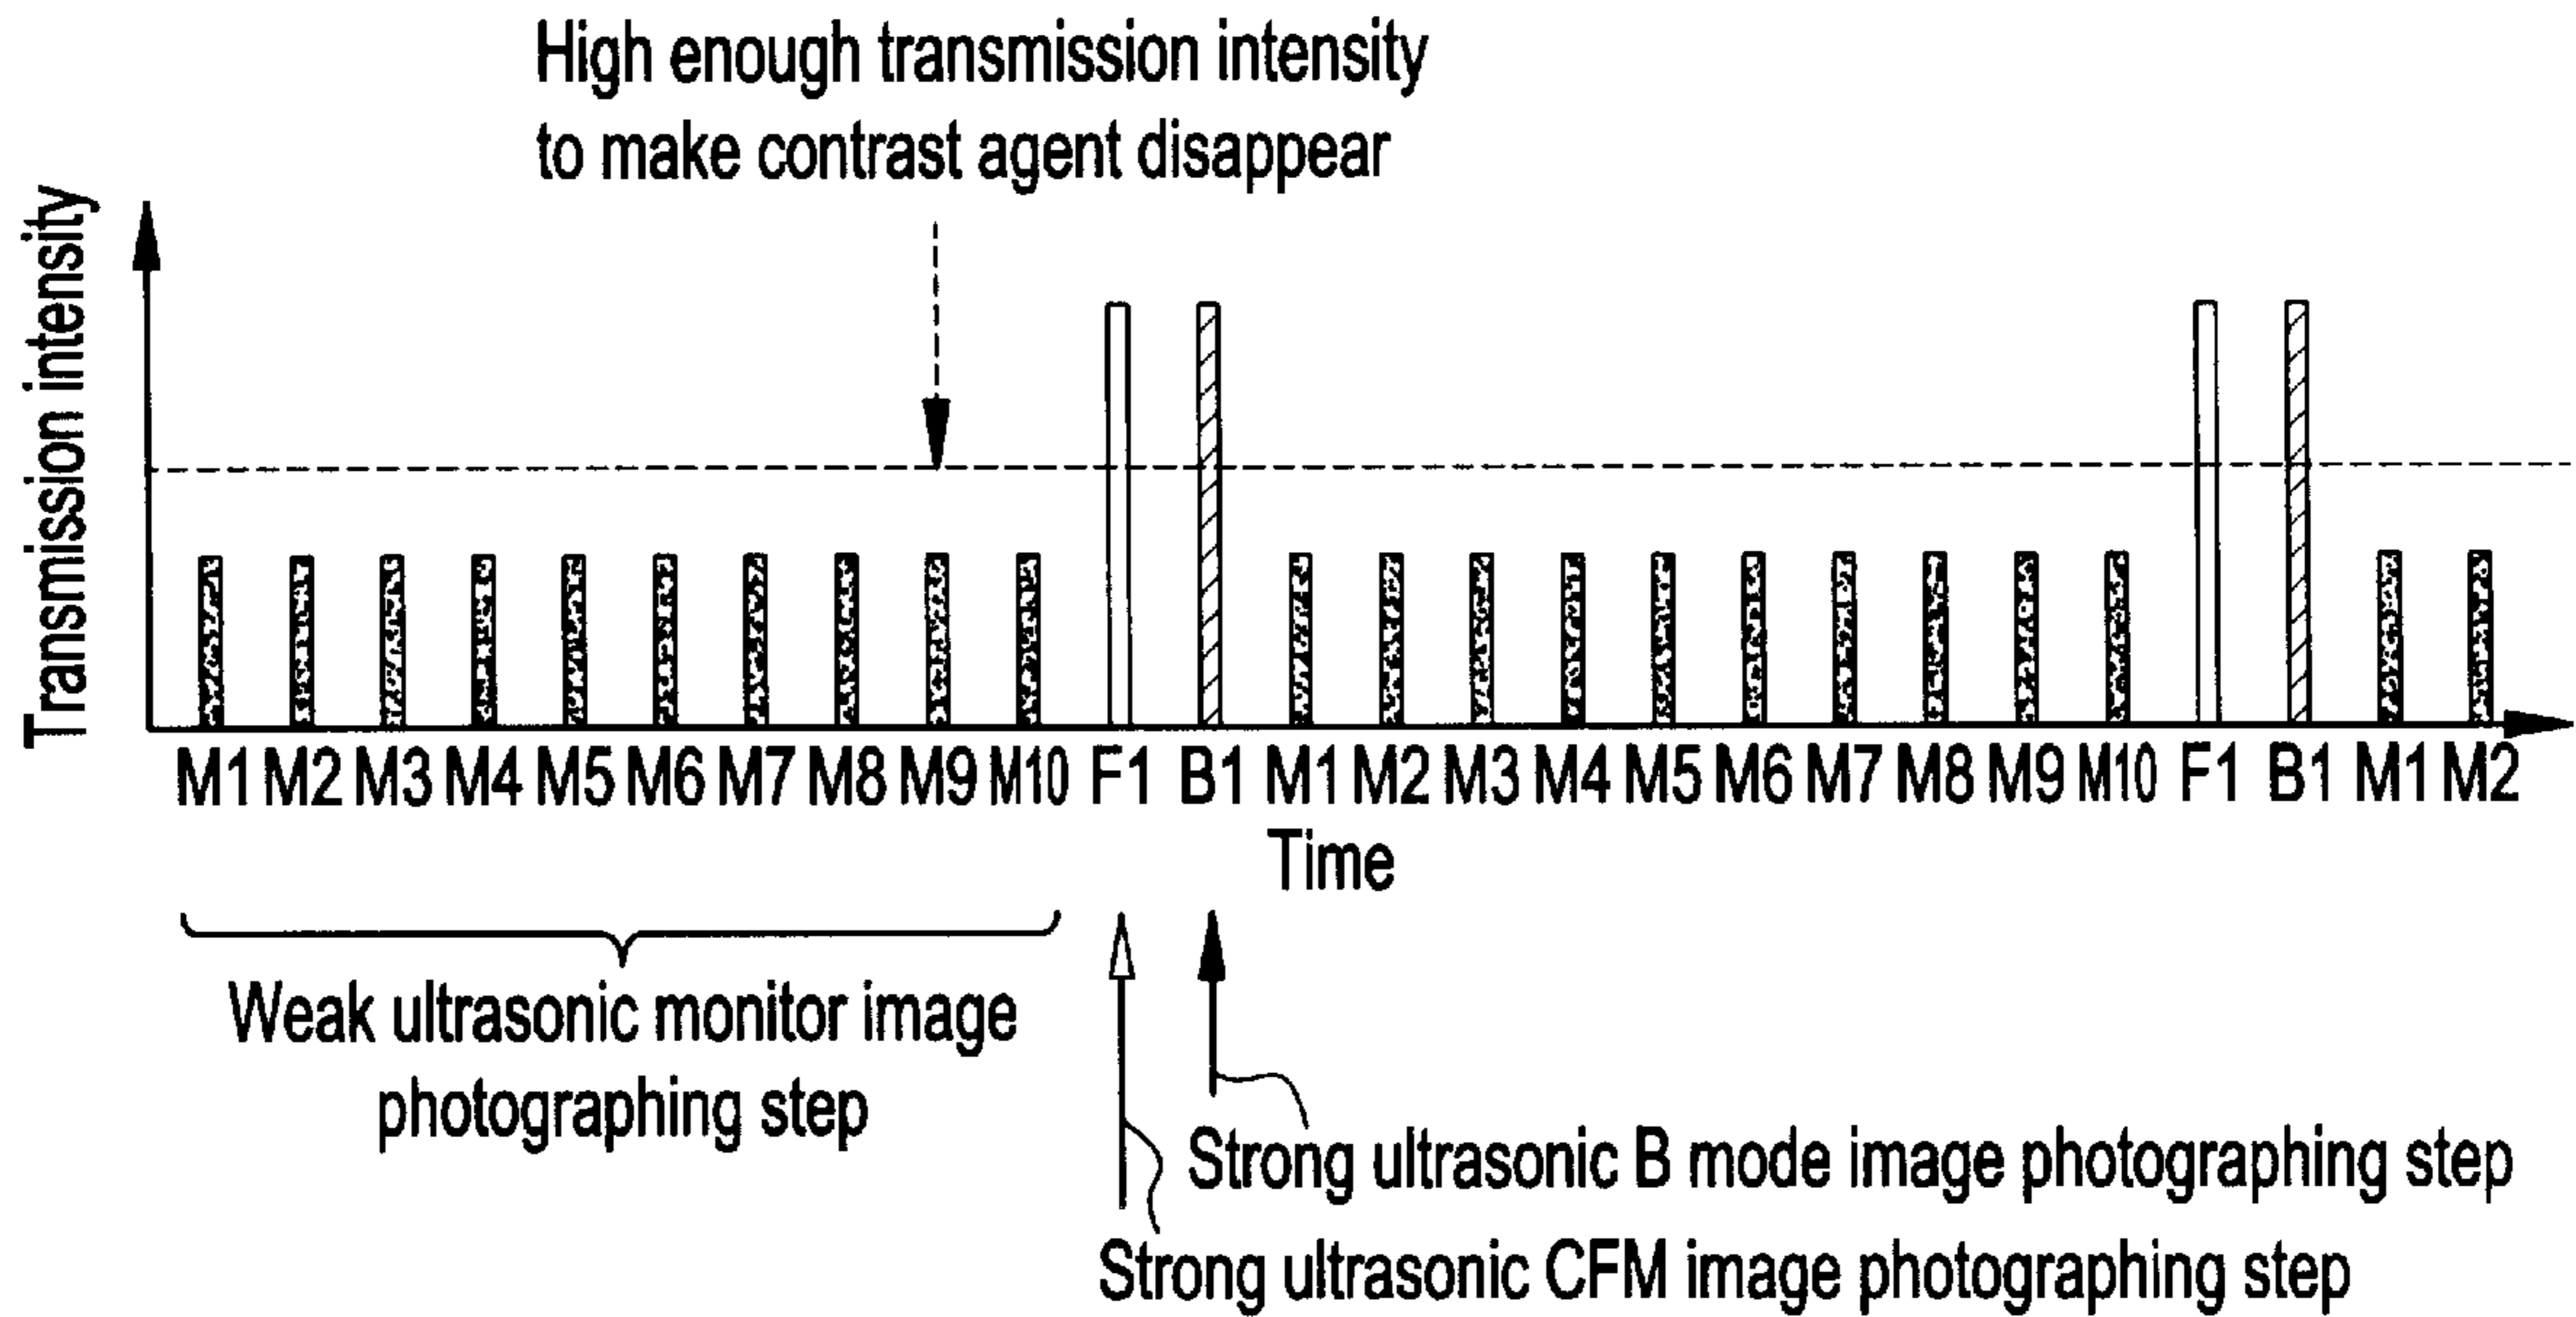 High enough transmission intensity
to make contrast agent disappear
Transmission intensity
M1 M2 M3 M4 M5 M6 M7 M8 M9 M10 F1 B1 M1 M2 M3 M4 M5 M6 M7 M8 M9 M10 F1 B1 M1 M2
Time
Weak ultrasonic monitor image
photographing step
Strong ultrasonic B mode image photographing step
Strong ultrasonic CFM image photographing step